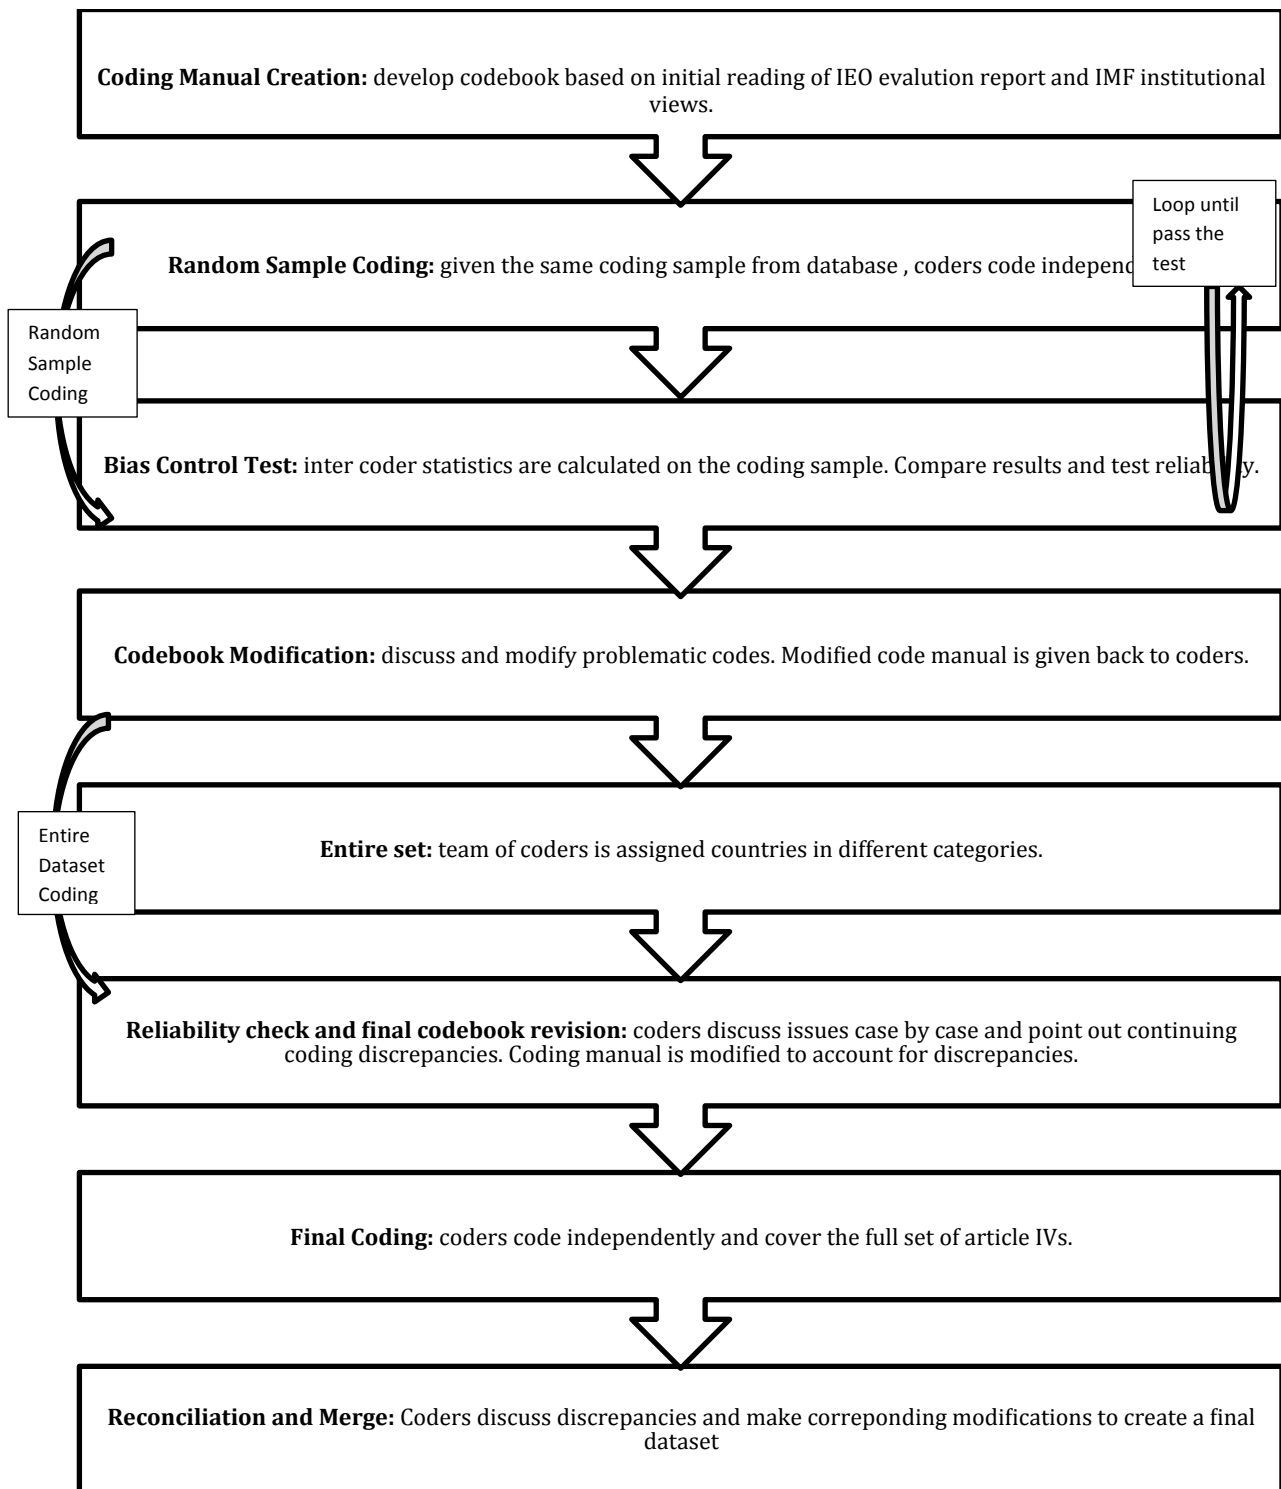 Coding Manual Creation: develop codebook based on initial reading of IEO evalution report and IMF institutional
views.
Loop until
pass the
test
Random Sample Coding: given the same coding sample from database , coders code independ
Random
Sample
Coding
Bias Control Test: inter coder statistics are calculated on the coding sample. Compare results and test reliab y.
Codebook Modification: discuss and modify problematic codes. Modified code manual is given back to coders.
Entire
Dataset
Coding
Entire set: team of coders is assigned countries in different categories.
Reliability check and final codebook revision: coders discuss issues case by case and point out continuing
coding discrepancies. Coding manual is modified to account for discrepancies.
Final Coding: coders code independently and cover the full set of article IVs.
Reconciliation and Merge: Coders discuss discrepancies and make correponding modifications to create a final
dataset